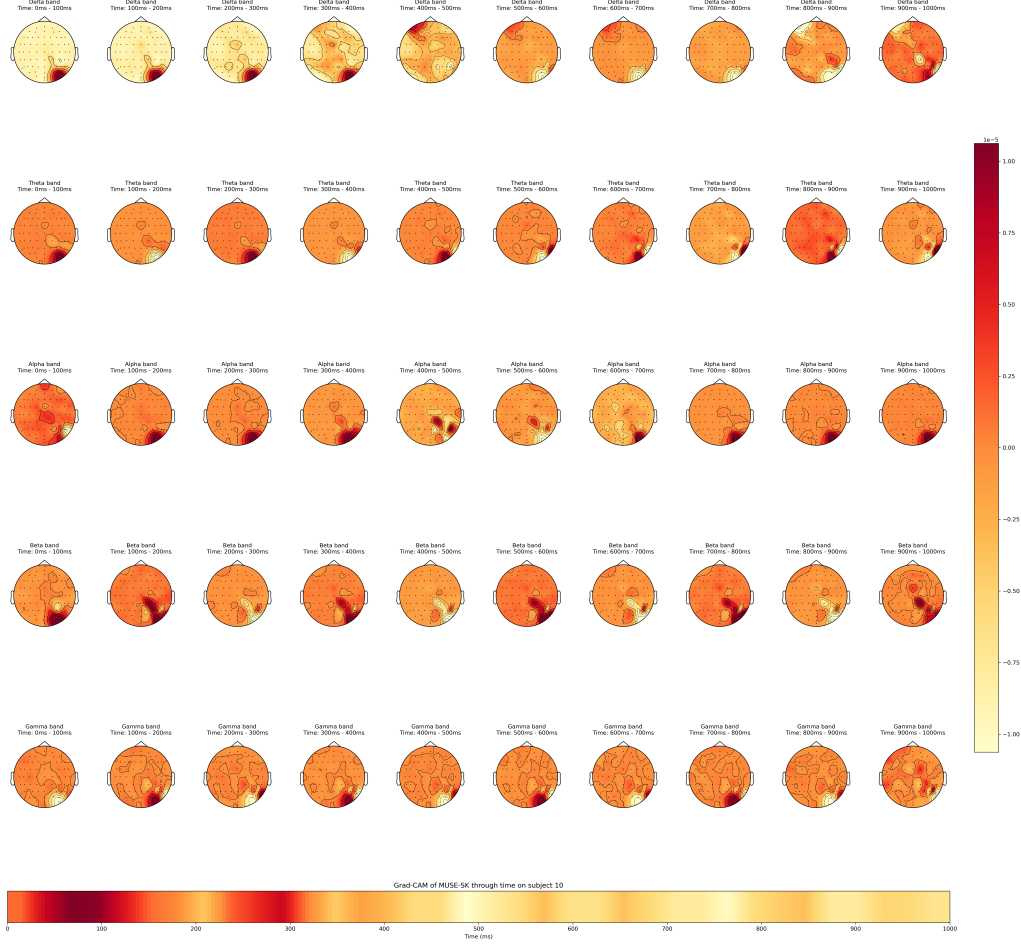 Delta band Delta band Delta band Delta band Delta band Delta band Delta band Delta band Delta band Delta band
Time: 0ms - 100ms Time: 100ms - 200ms Time: 200ms - 300ms Time: 300ms - 400ms Time: 400ms - 500ms Time: 500ms - 600ms Time: 600ms - 700ms Time: 700ms - 800ms Time: 800ms - 900ms Time: 900ms - 1000ms
1e−5
1.00
0.75
0.50
0.25
0.00
−0.25
−0.50
−0.75
−1.00
Theta band Theta band Theta band Theta band Theta band Theta band Theta band Theta band Theta band Theta band
Time: 0ms - 100ms Time: 100ms - 200ms Time: 200ms - 300ms Time: 300ms - 400ms Time: 400ms - 500ms Time: 500ms - 600ms Time: 600ms - 700ms Time: 700ms - 800ms Time: 800ms - 900ms Time: 900ms - 1000ms
Alpha band Alpha band Alpha band Alpha band Alpha band Alpha band Alpha band Alpha band Alpha band Alpha band
Time: 0ms - 100ms Time: 100ms - 200ms Time: 200ms - 300ms Time: 300ms - 400ms Time: 400ms - 500ms Time: 500ms - 600ms Time: 600ms - 700ms Time: 700ms - 800ms Time: 800ms - 900ms Time: 900ms - 1000ms
Beta band Beta band Beta band Beta band Beta band Beta band Beta band Beta band Beta band Beta band
Time: 0ms - 100ms Time: 100ms - 200ms Time: 200ms - 300ms Time: 300ms - 400ms Time: 400ms - 500ms Time: 500ms - 600ms Time: 600ms - 700ms Time: 700ms - 800ms Time: 800ms - 900ms Time: 900ms - 1000ms
Gamma band Gamma band Gamma band Gamma band Gamma band Gamma band Gamma band Gamma band Gamma band Gamma band
Time: 0ms - 100ms Time: 100ms - 200ms Time: 200ms - 300ms Time: 300ms - 400ms Time: 400ms - 500ms Time: 500ms - 600ms Time: 600ms - 700ms Time: 700ms - 800ms Time: 800ms - 900ms Time: 900ms - 1000ms
Grad-CAM of MUSE-SK through time on subject 10
0 100 200 300 400 500 600 700 800 900 1000
Time (ms)